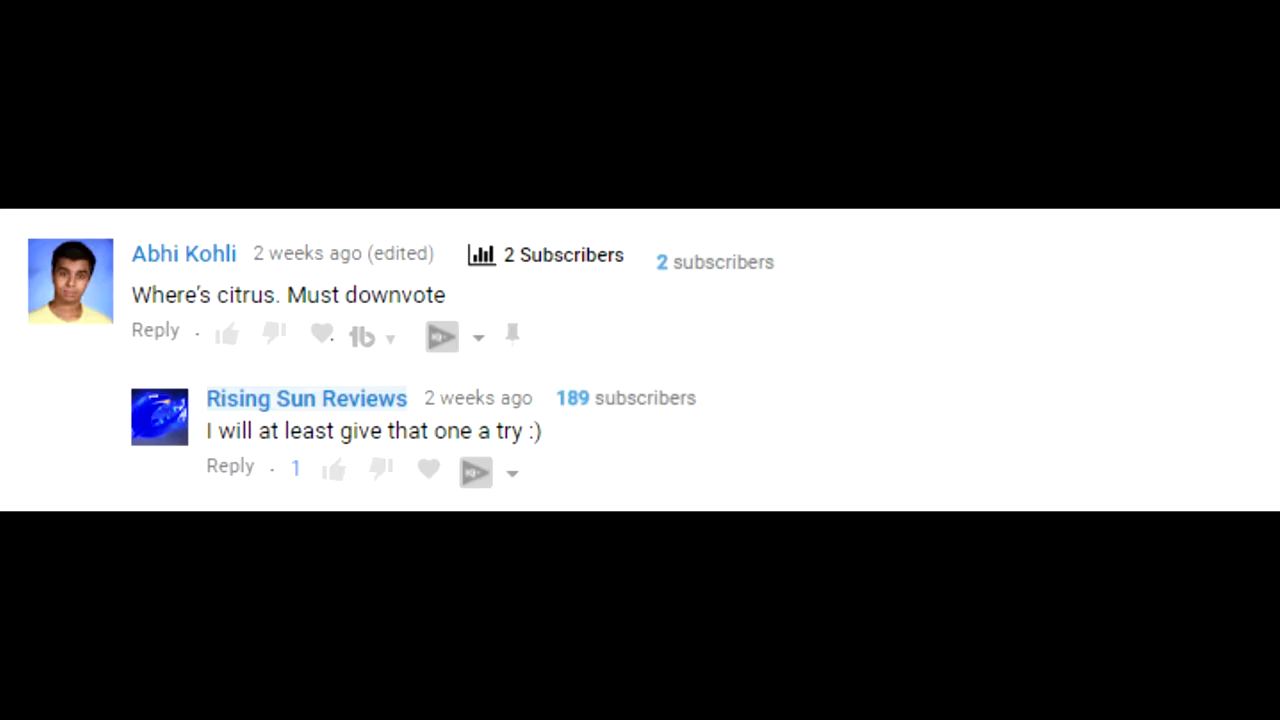 Abhi Kohli 2 weeks ago (edited) 2 Subscribers 2 subscribers
Where's citrus. Must downvote
Reply ·
Rising Sun Reviews 2 weeks ago 189 subscribers
I will at least give that one a try :)
Reply · 1